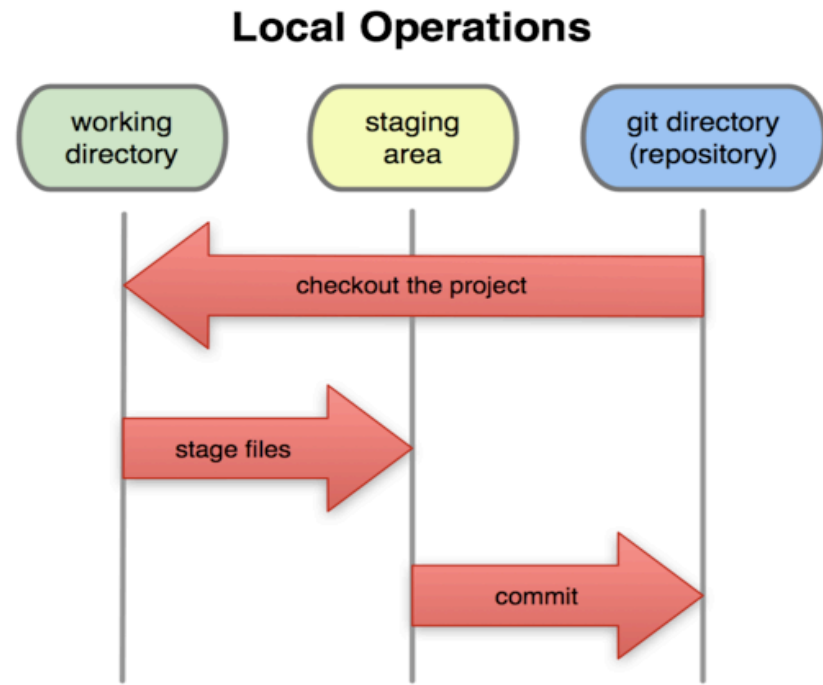 Local Operations
working
directory
staging
area
git directory
(repository)
checkout the project
stage files
commit